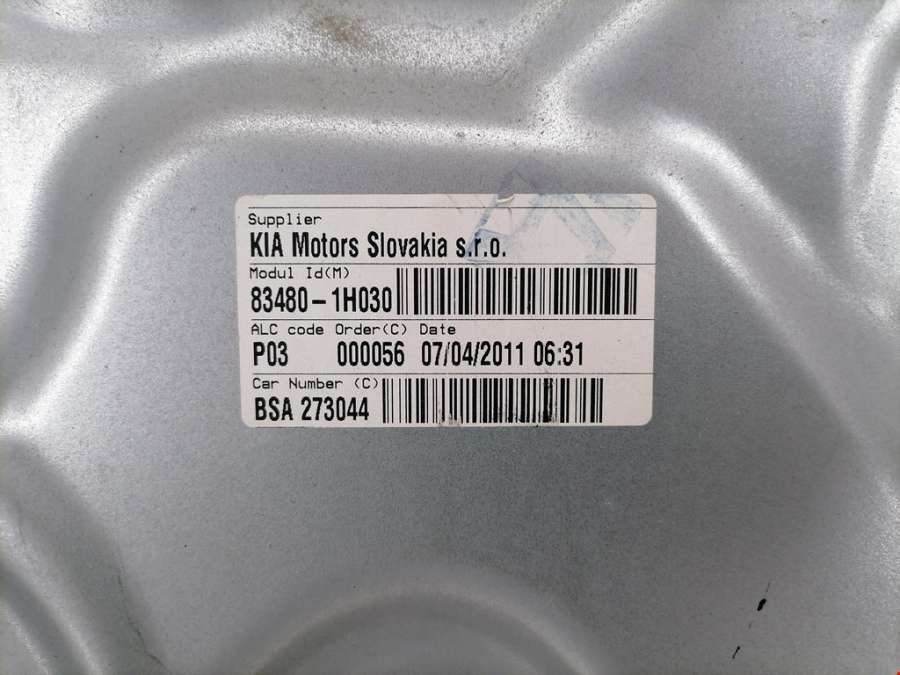 Supplier
KIA Motors Slovakia s.r.o.
Modul Id(M)
83480-1H030
ALC code Order(C) Date
P03 000056 07/04/2011 06:31
Car Number (C)
BSA 273044